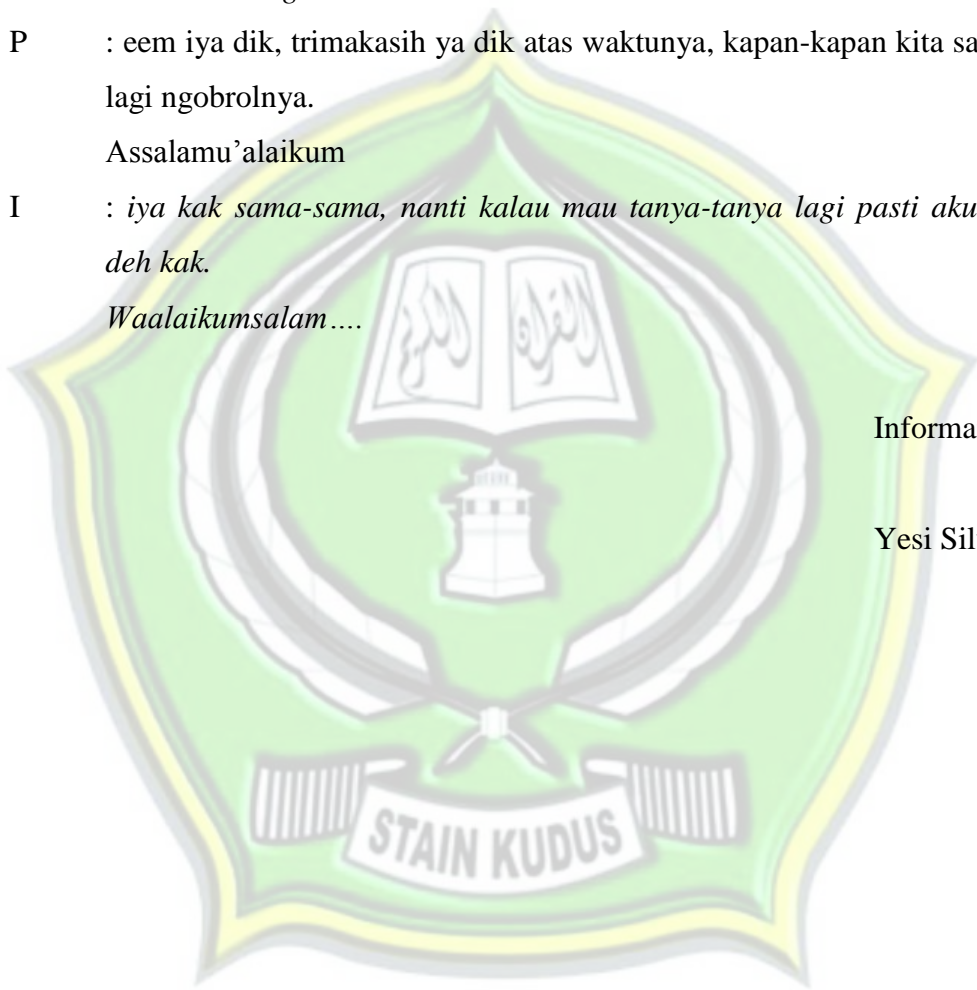 P : eem iya dik, trimakasih ya dik atas waktunya, kapan-kapan kita sa
lagi ngobrolnya.
Assalamu’alaikum
I : iya kak sama-sama, nanti kalau mau tanya-tanya lagi pasti aku
deh kak.
Waalaikumsalam….
Informa
Yesi Sil
STAIN KUDUS